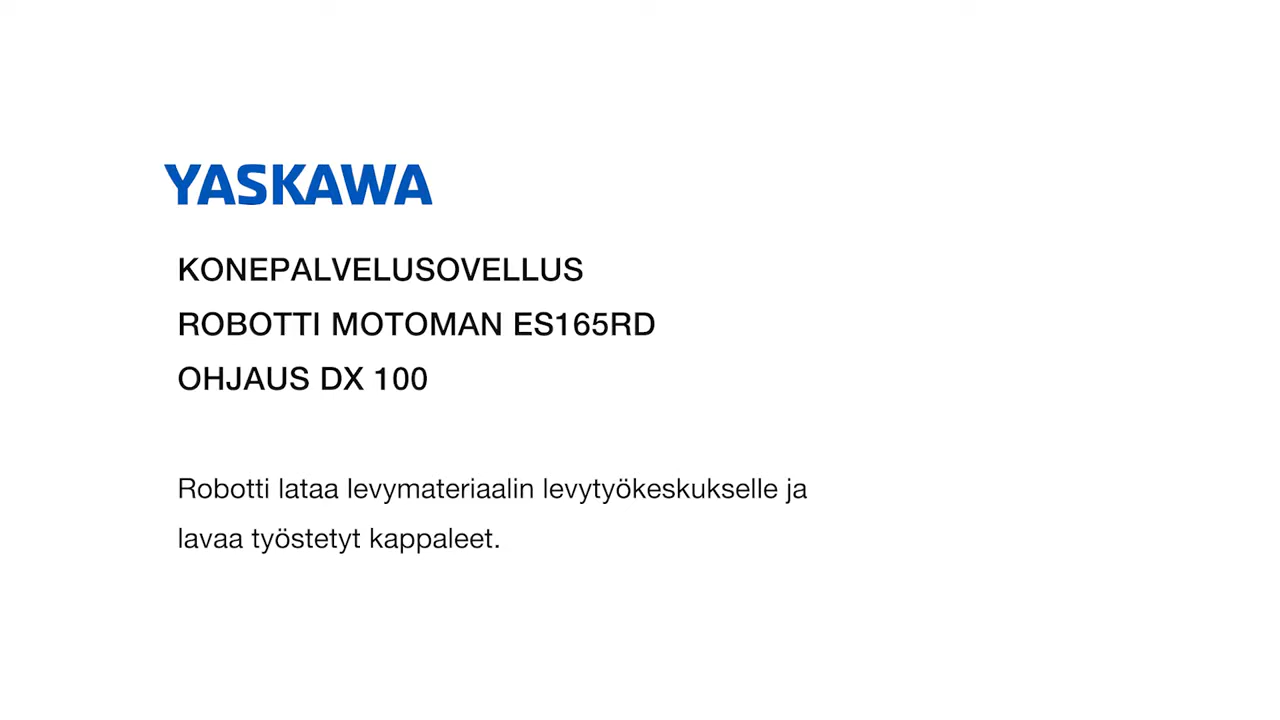 YASKAWA
KONEPALVELUSOVELLUS
ROBOTTI MOTOMAN ES165RD
OHJAUS DX 100
Robotti lataa levymateriaalin levytyökeskukselle ja
lavaa työstetyt kappaleet.